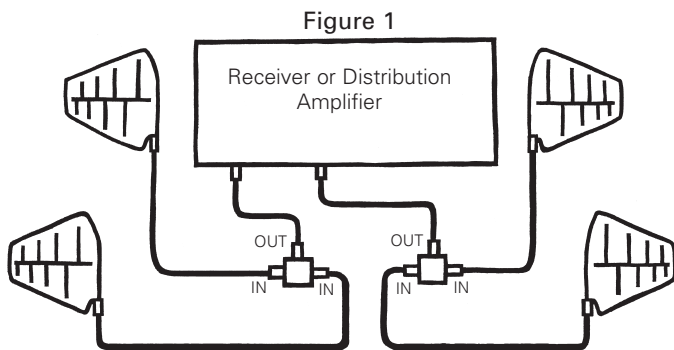 Figure 1
Receiver or Distribution
Amplifier
OUT
IN
IN
OUT
IN
IN